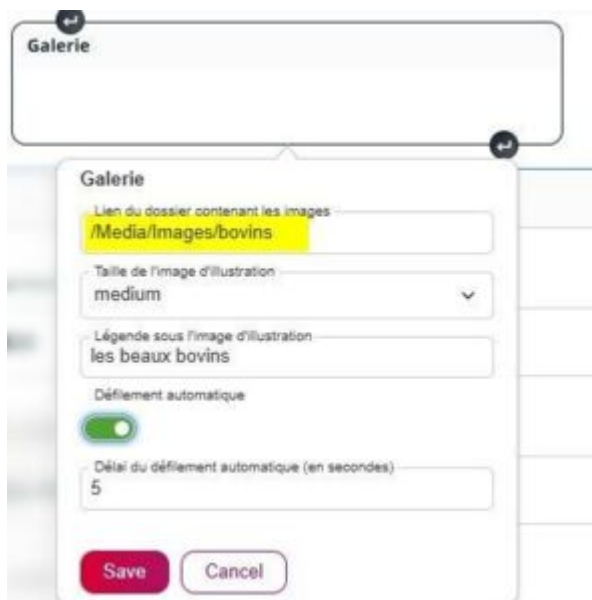 Galerie
Galerie
Lien du dossier contenant les images
/Media/Images/bovins
Taille de l'image d'illustration
medium
Légende sous l'image d'illustration
les beaux bovins
Défilement automatique
Délai du défilement automatique (en secondes)
5
Save Cancel